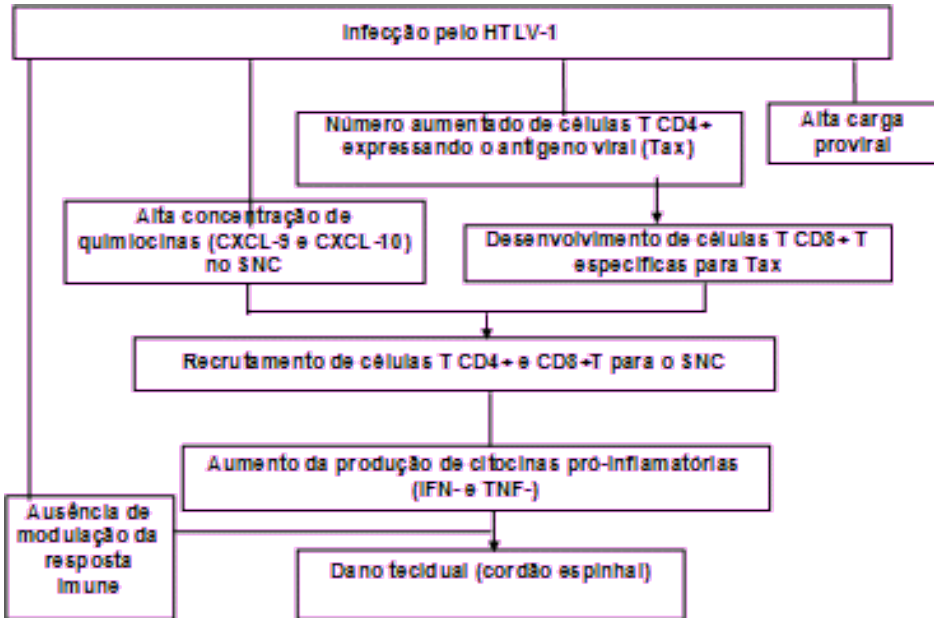 Infecção pelo HTLV-1
Número aumentado de células T CD4+
expressando o antígeno viral (Tax)
Alta carga
proviral
Alta concentração de
quimiocinas (CXCL-9 e CXCL-10)
no SNC
Desenvolvimento de células T CD8+ T
específicas para Tax
Recrutamento de células T CD4+ e CD8+T para o SNC
Aumento da produção de citocinas pró-inflamatórias
(IFN- e TNF-)
Ausência de
modulação da
resposta
imune
Dano tecidual (cordão espinhal)